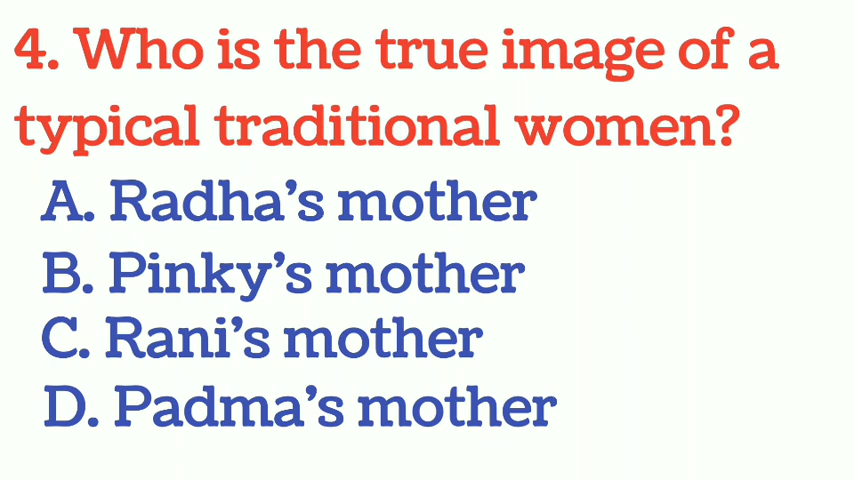 4. Who is the true image of a
typical traditional women?
A. Radha's mother
B. Pinky's mother
C. Rani's mother
D. Padma's mother